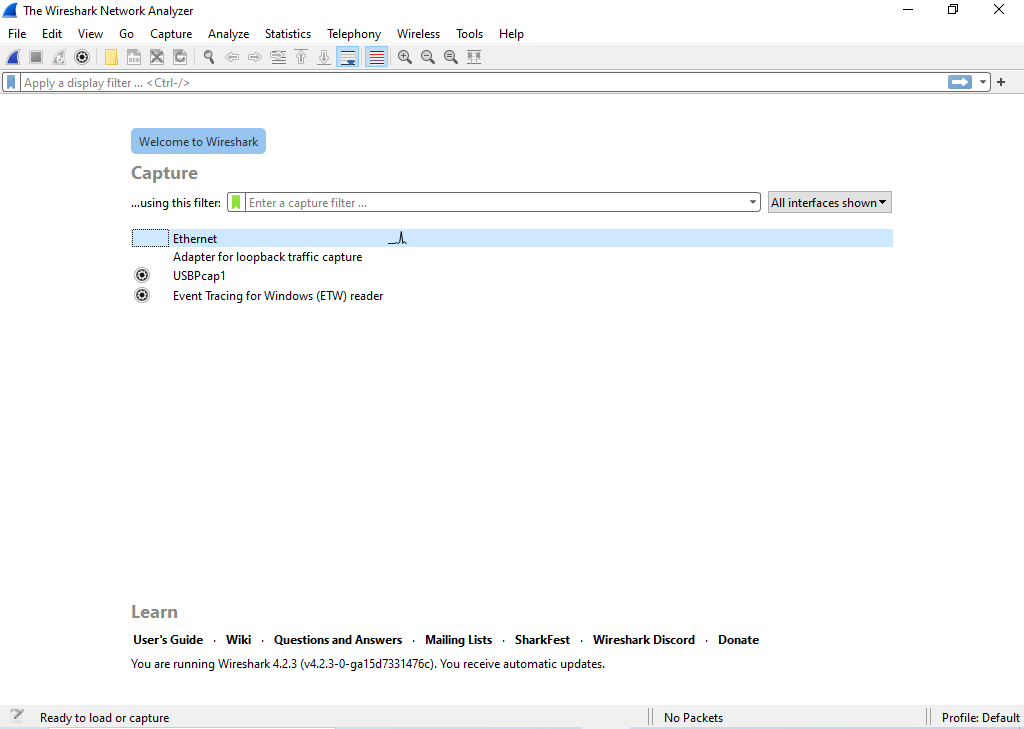 The Wireshark Network Analyzer
File Edit View Go Capture Analyze Statistics Telephony Wireless Tools Help
Apply a display filter ... <Ctrl-/>
Welcome to Wireshark
Capture
...using this filter: Enter a capture filter ... All interfaces shown
Ethernet
Adapter for loopback traffic capture
USBPcap1
Event Tracing for Windows (ETW) reader
Learn
User's Guide · Wiki · Questions and Answers · Mailing Lists · SharkFest · Wireshark Discord · Donate
You are running Wireshark 4.2.3 (v4.2.3-0-ga15d7331476c). You receive automatic updates.
Ready to load or capture No Packets Profile: Default